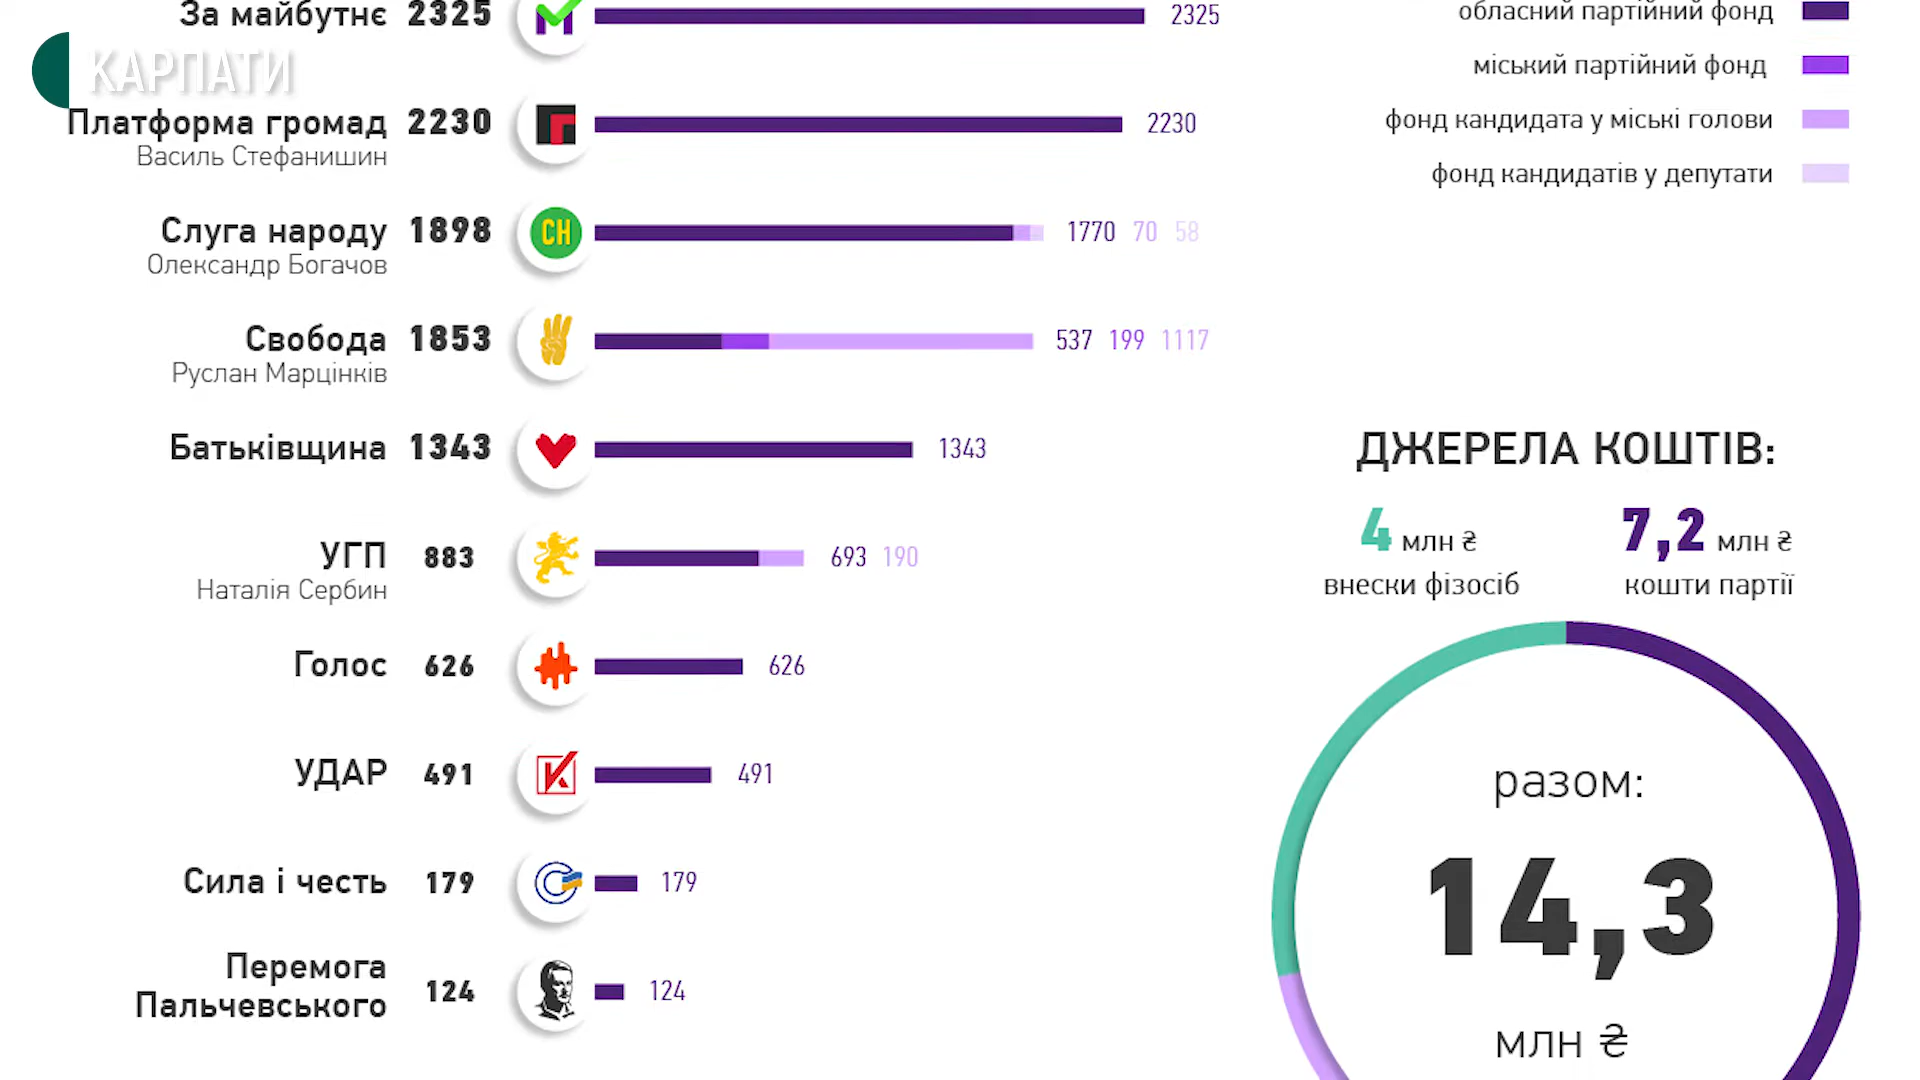 За майбутнє 2325 2325
КАРПАТИ
Платформа громад 2230 2230
Василь Стефанишин
Слуга народу 1898 СН 1770 70 58
Олександр Богачов
Свобода 1853 537 199 1117
Руслан Марцінків
Батьківщина 1343 1343
УГП 883 693 190
Наталія Сербин
Голос 626 626
УДАР 491 491
Сила і честь 179 179
Перемога
Пальчевського 124 124
обласний партійний фонд
міський партійний фонд
фонд кандидата у міські голови
фонд кандидатів у депутати
ДЖЕРЕЛА КОШТІВ:
4 млн ₴ 7,2 млн ₴
внески фізосіб кошти партії
разом:
14,3
млн ₴